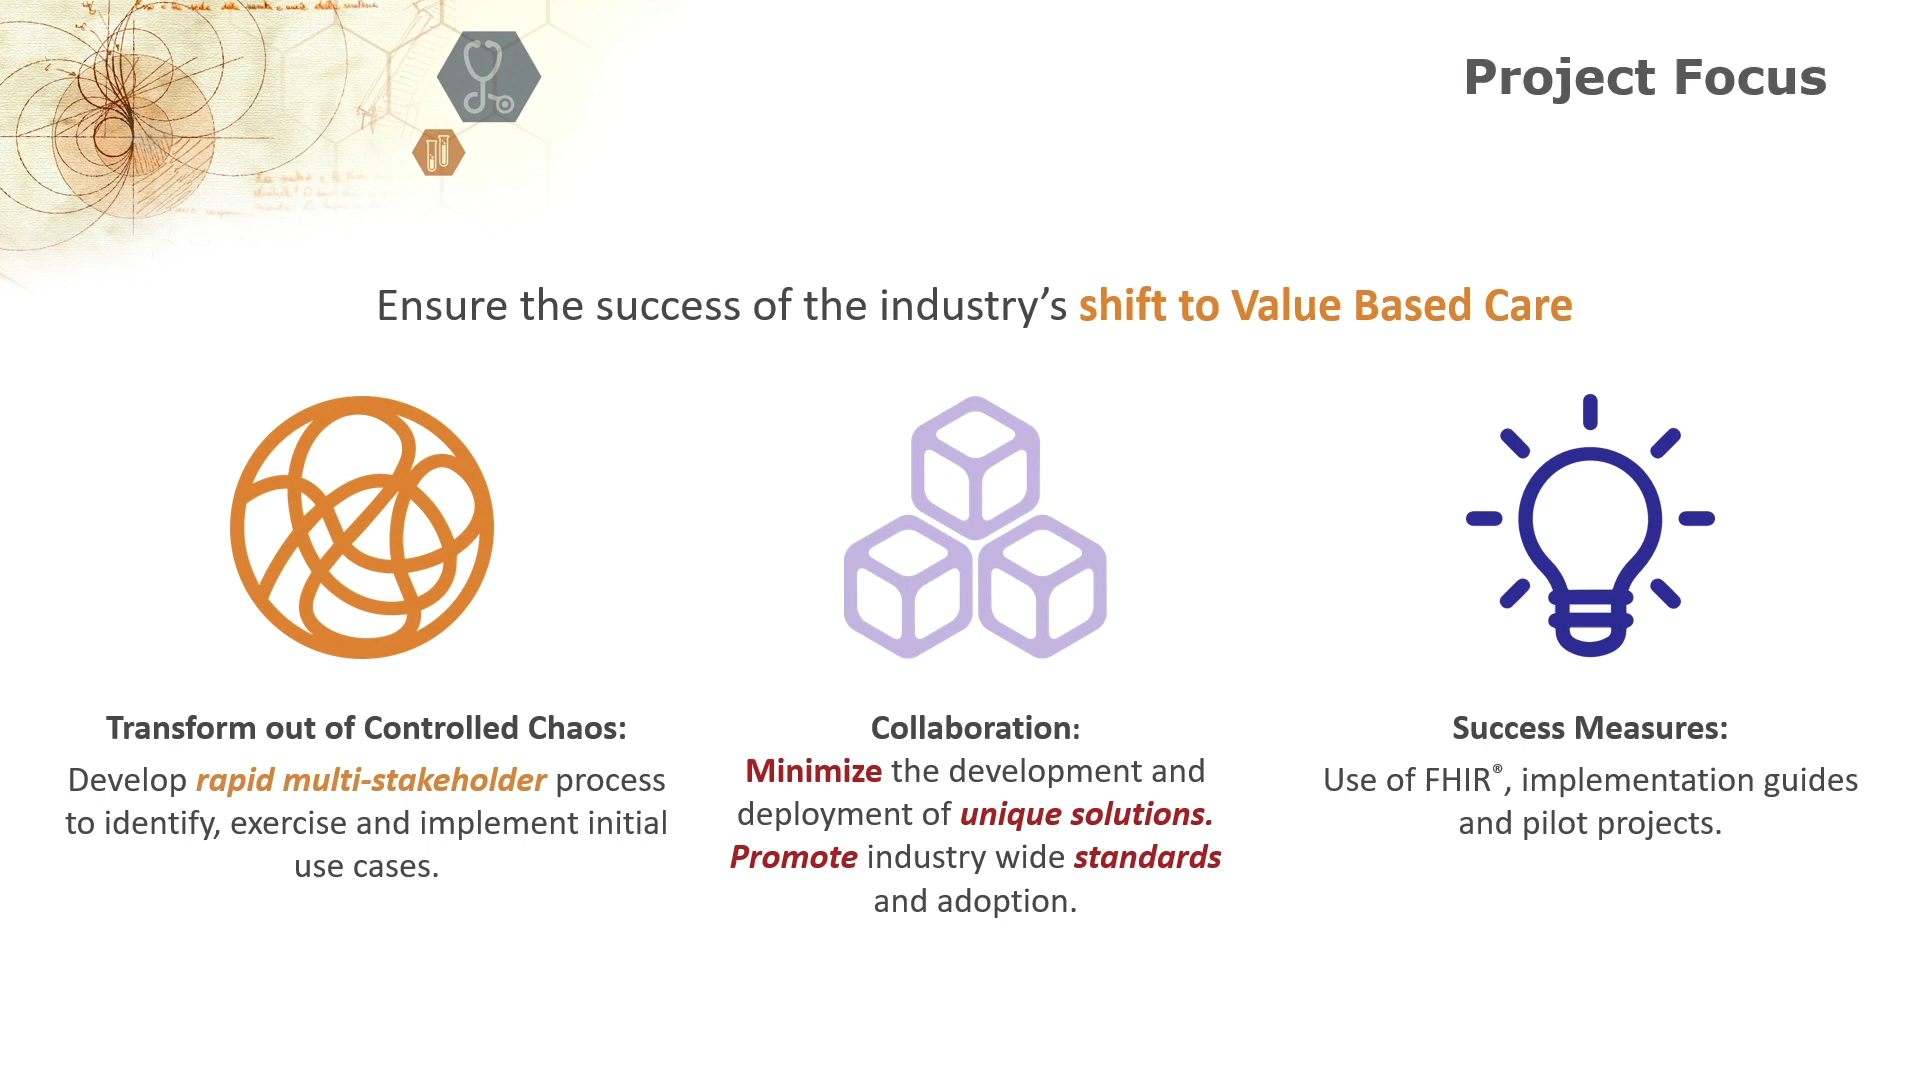 Project Focus
Ensure the success of the industry’s shift to Value Based Care
Transform out of Controlled Chaos:
Develop rapid multi-stakeholder process
to identify, exercise and implement initial
use cases.
Collaboration:
Minimize the development and
deployment of unique solutions.
Promote industry wide standards
and adoption.
Success Measures:
Use of FHIR®, implementation guides
and pilot projects.